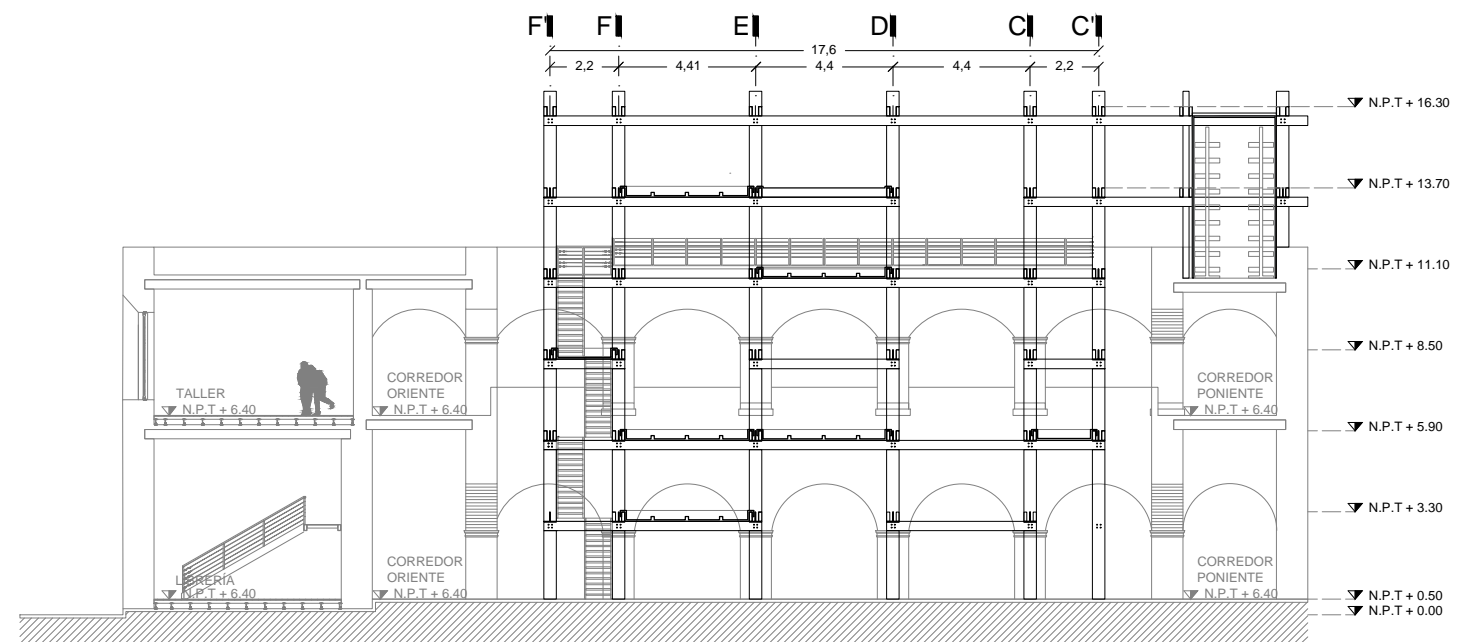 F' F E D C C'
17,6
2,2 4,41 4,4 4,4 2,2
N.P.T + 16.30
N.P.T + 13.70
N.P.T + 11.10
N.P.T + 8.50
TALLER
N.P.T + 6.40
CORREDOR
ORIENTE
N.P.T + 6.40
CORREDOR
PONIENTE
N.P.T + 6.40
N.P.T + 5.90
N.P.T + 3.30
LIBRERÍA
N.P.T + 6.40
CORREDOR
ORIENTE
N.P.T + 6.40
CORREDOR
PONIENTE
N.P.T + 6.40
N.P.T + 0.50
N.P.T + 0.00